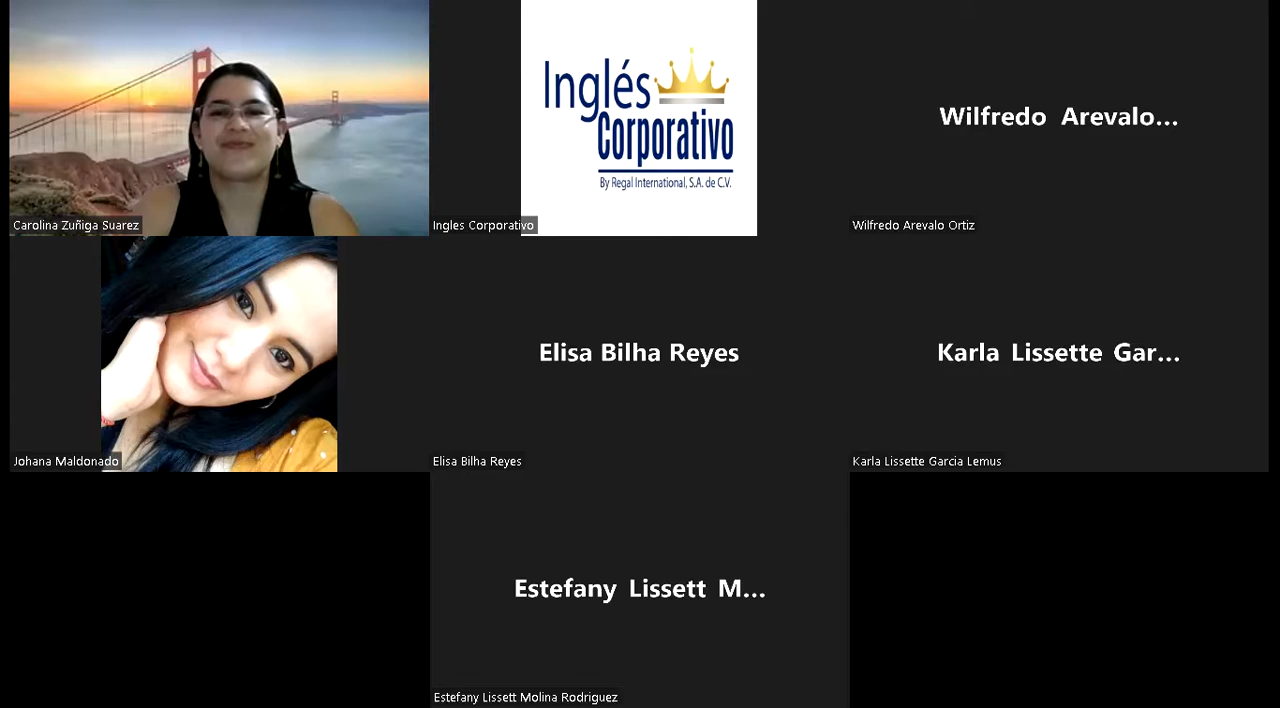 Carolina Zuñiga Suarez
Inglés
Corporativo
By Regal International, S.A. de C.V.
Ingles Corporativo
Wilfredo Arevalo...
Wilfredo Arevalo Ortiz
Johana Maldonado
Elisa Bilha Reyes
Elisa Bilha Reyes
Karla Lissette Gar...
Karla Lissette Garcia Lemus
Estefany Lissett M...
Estefany Lissett Molina Rodriguez